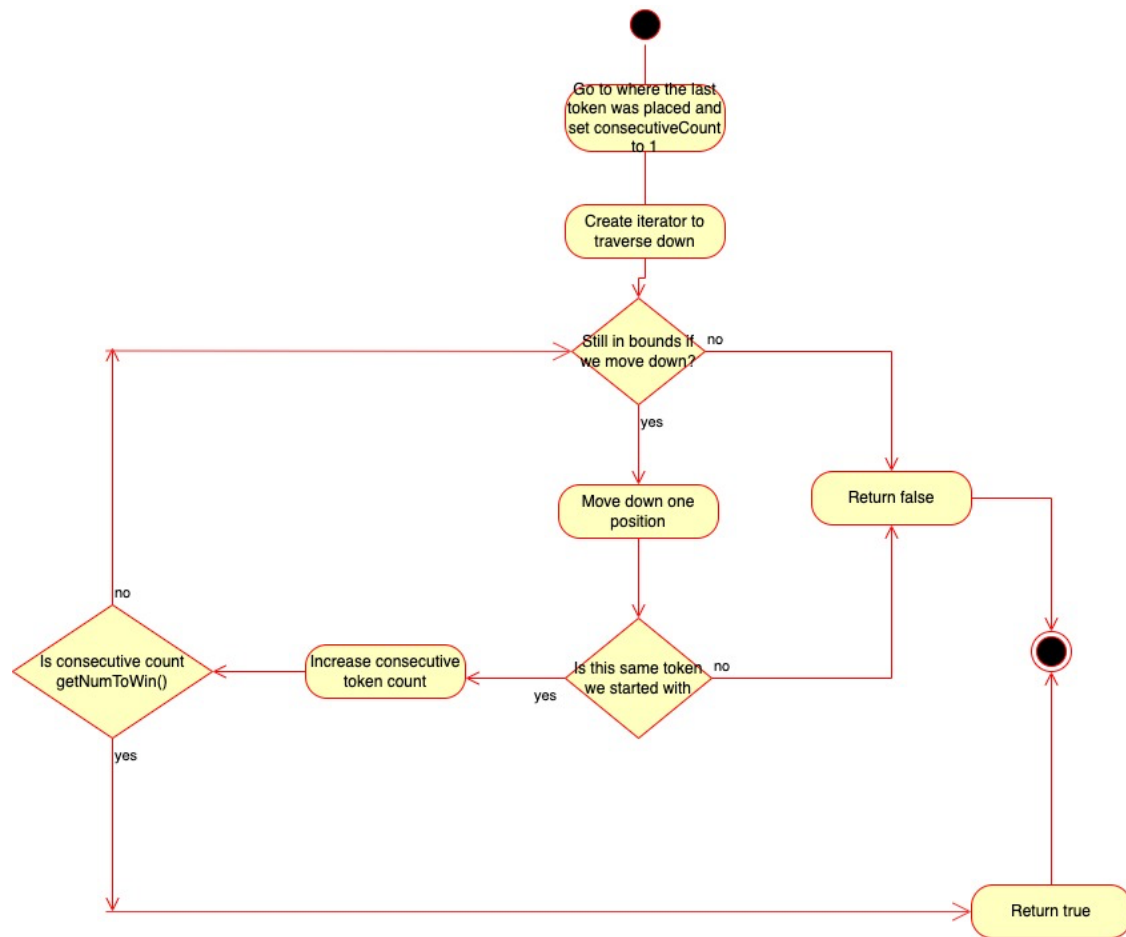 Go to where the last
token was placed and
set consecutiveCount
to 1
Create iterator to
traverse down
Still in bounds if
we move down?
no
yes
Move down one
position
Return false
no
Is consecutive count
getNumToWin()
Increase consecutive
token count
Is this same token
we started with
no
yes
yes
Return true